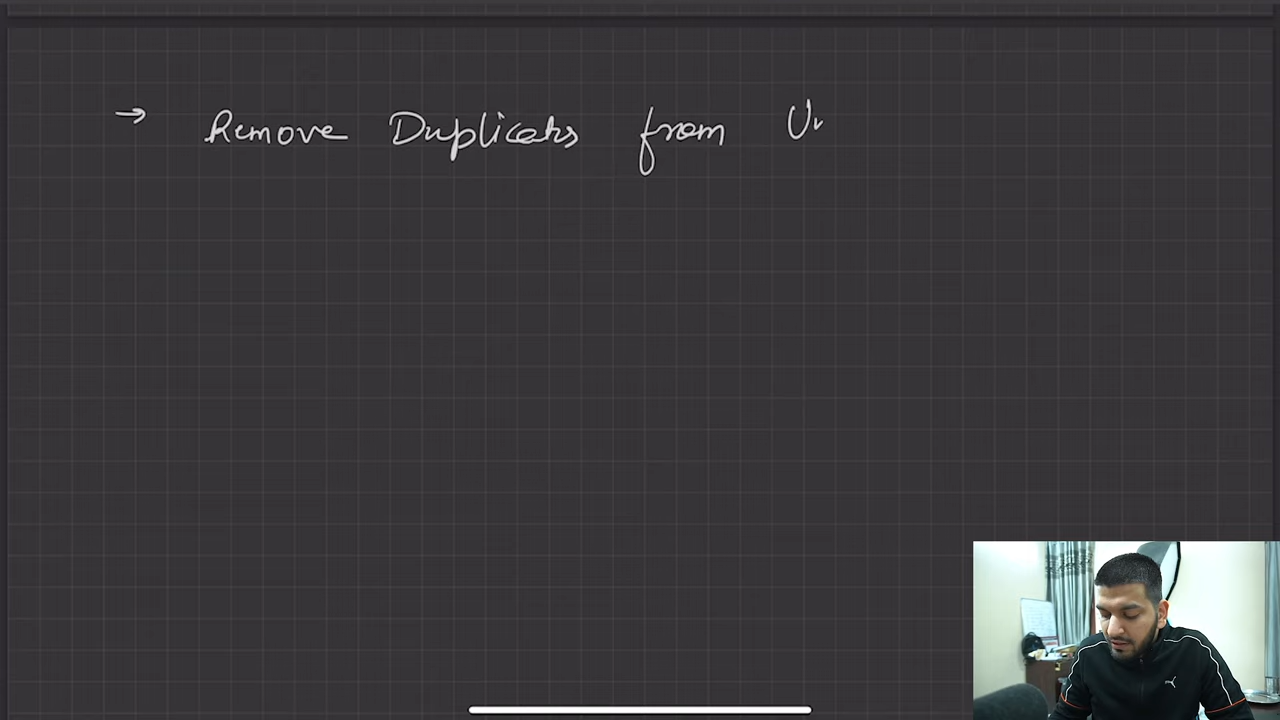 → Remove Duplicates from